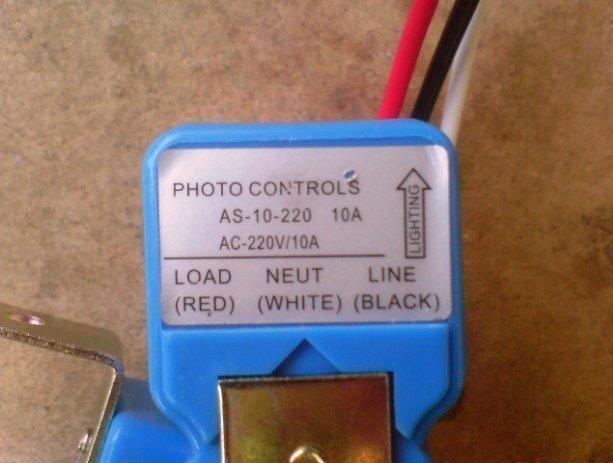 PHOTO CONTROLS
AS-10-220 10A
AC-220V/10A
LIGHTING
LOAD NEUT LINE
(RED) (WHITE) (BLACK)